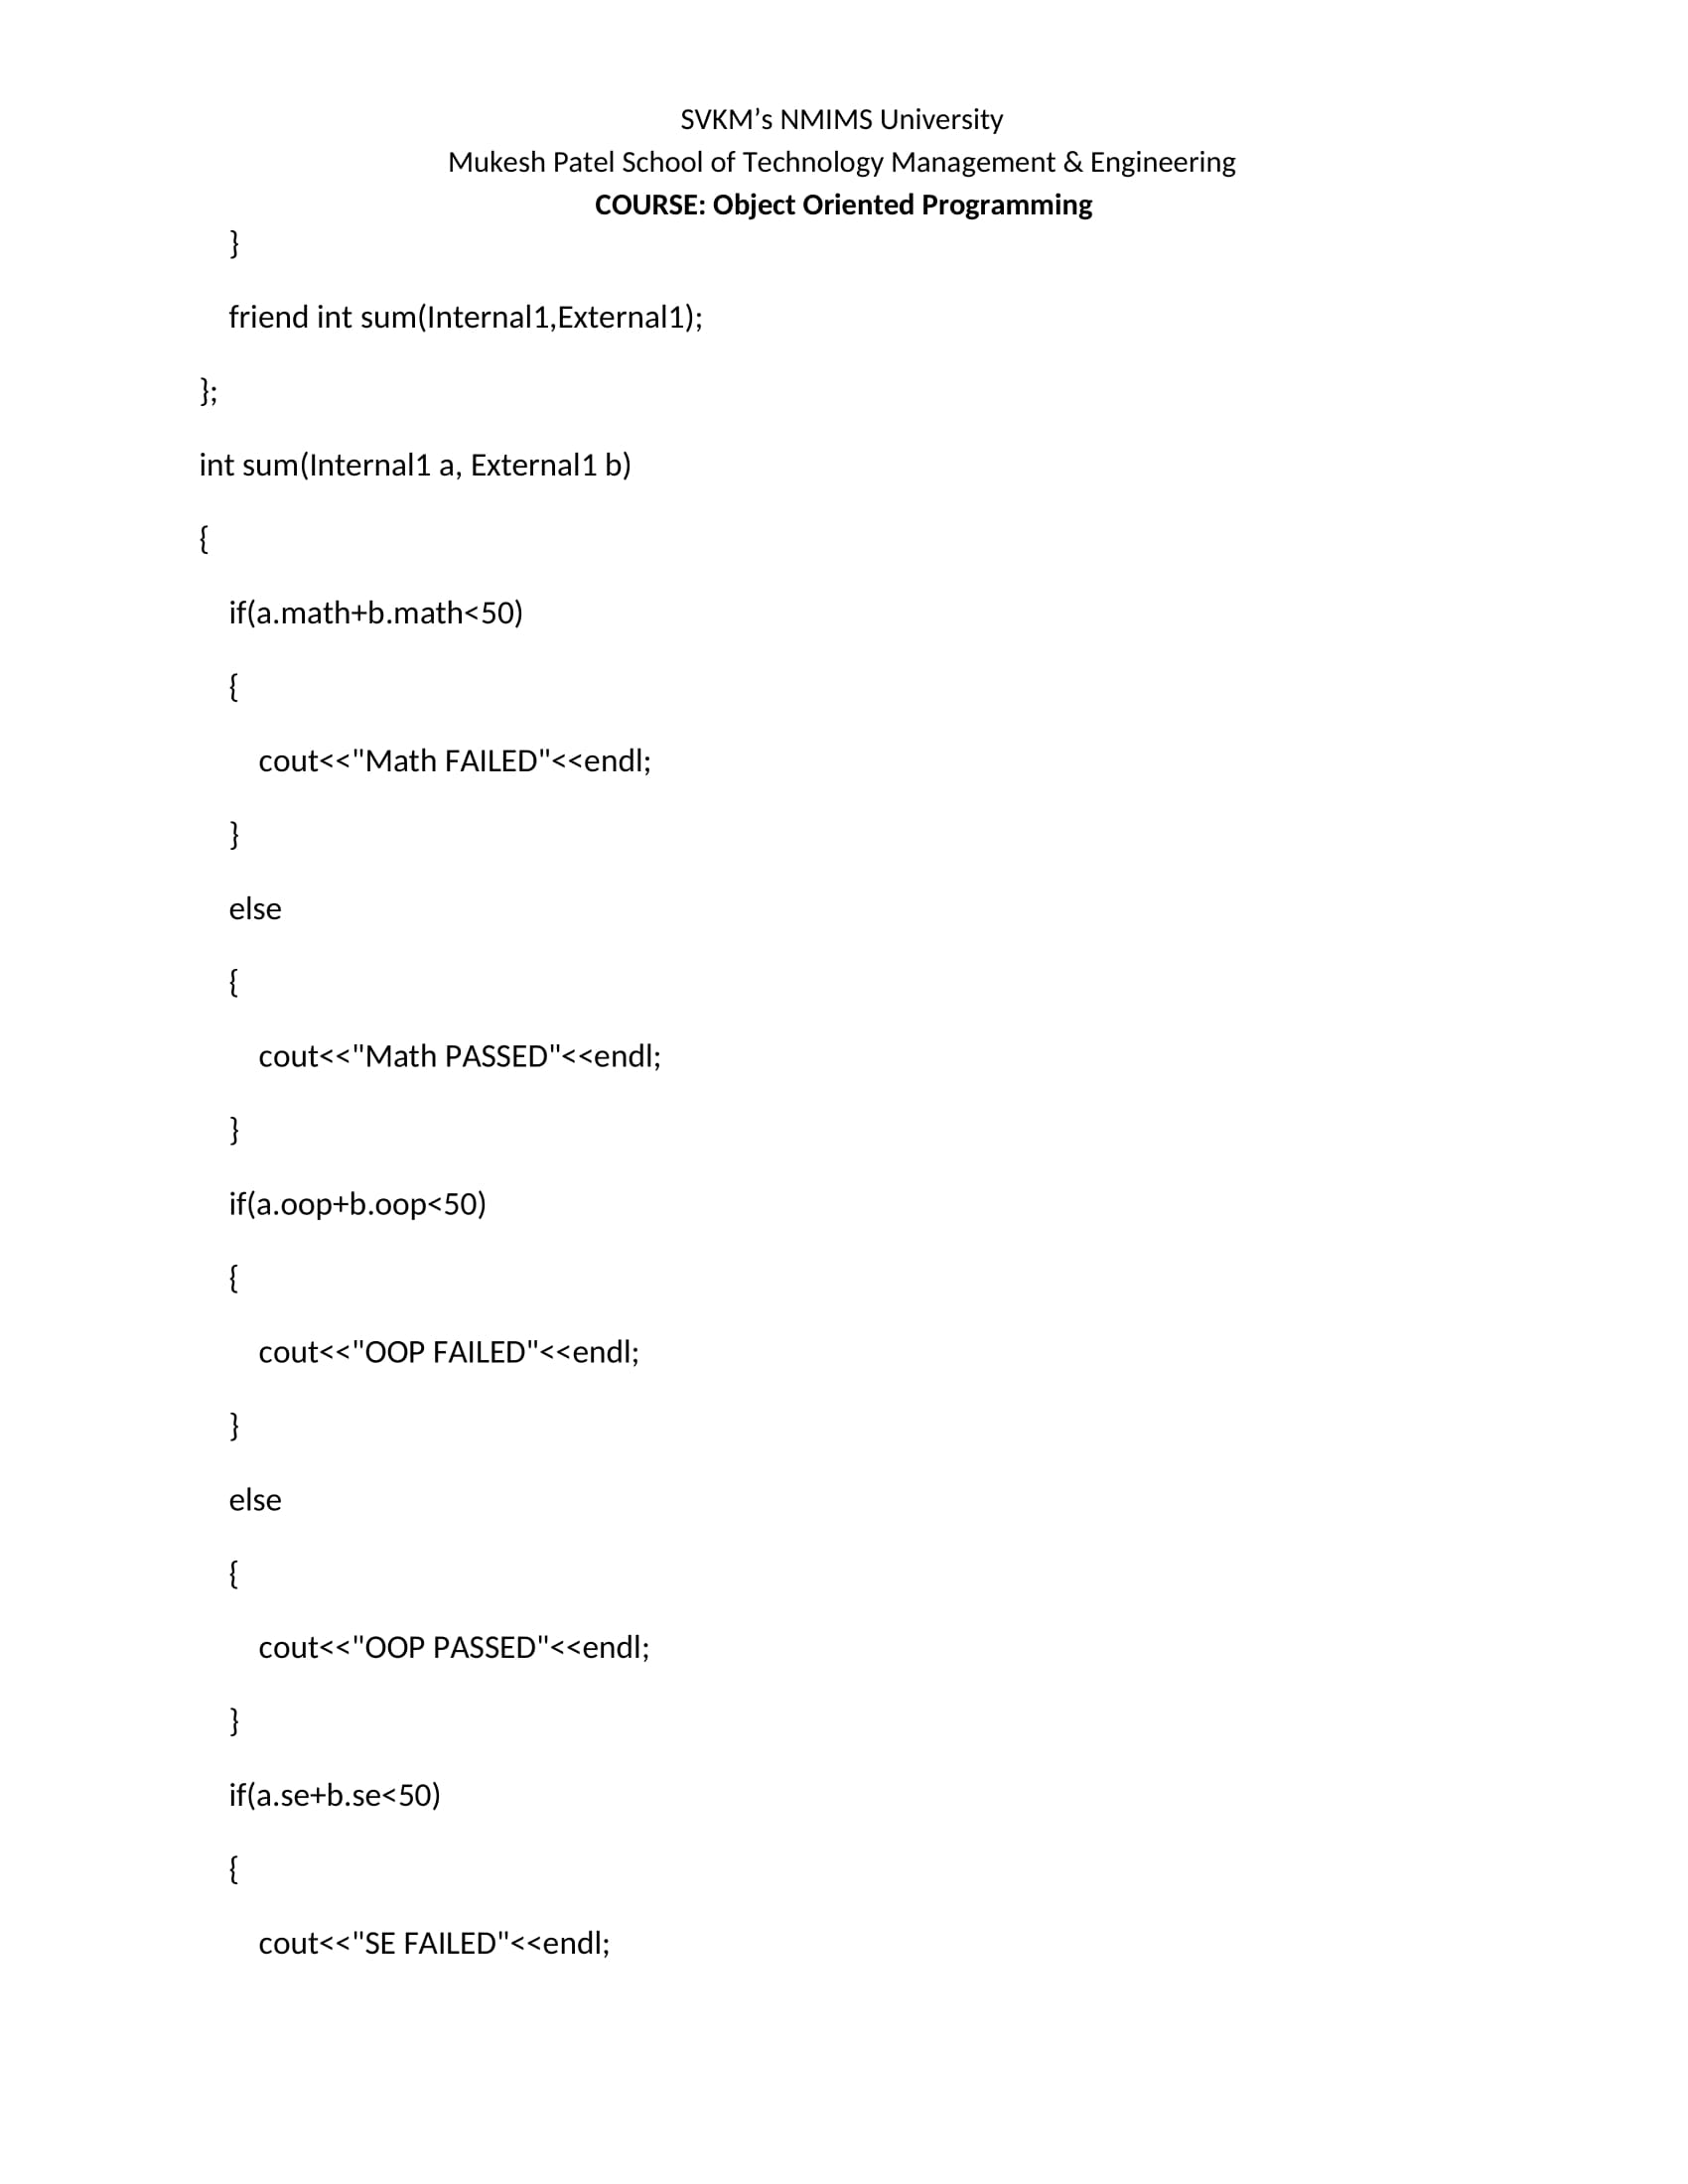 SVKM’s NMIMS University
Mukesh Patel School of Technology Management & Engineering
COURSE: Object Oriented Programming
}
friend int sum(Internal1,External1);
};
int sum(Internal1 a, External1 b)
{
if(a.math+b.math<50)
{
cout<<"Math FAILED"<<endl;
}
else
{
cout<<"Math PASSED"<<endl;
}
if(a.oop+b.oop<50)
{
cout<<"OOP FAILED"<<endl;
}
else
{
cout<<"OOP PASSED"<<endl;
}
if(a.se+b.se<50)
{
cout<<"SE FAILED"<<endl;